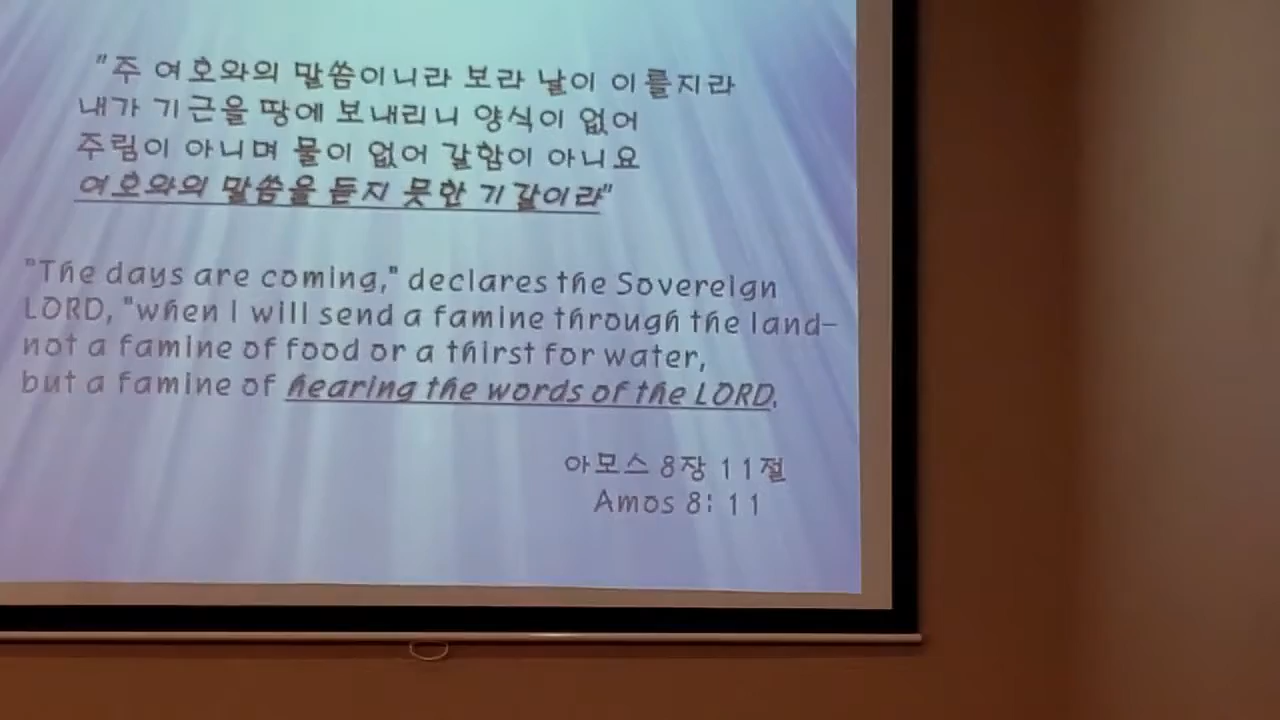 "주 여호와의 말씀이니라 보라 날이 이를지라
내가 기근을 땅에 보내리니 양식이 없어
주림이 아니며 물이 없어 갈함이 아니요
여호와의 말씀을 듣지 못한 기갈이라"
"The days are coming," declares the Sovereign
LORD, "when I will send a famine through the land–
not a famine of food or a thirst for water,
but a famine of hearing the words of the LORD.
아모스 8장 11절
Amos 8: 11